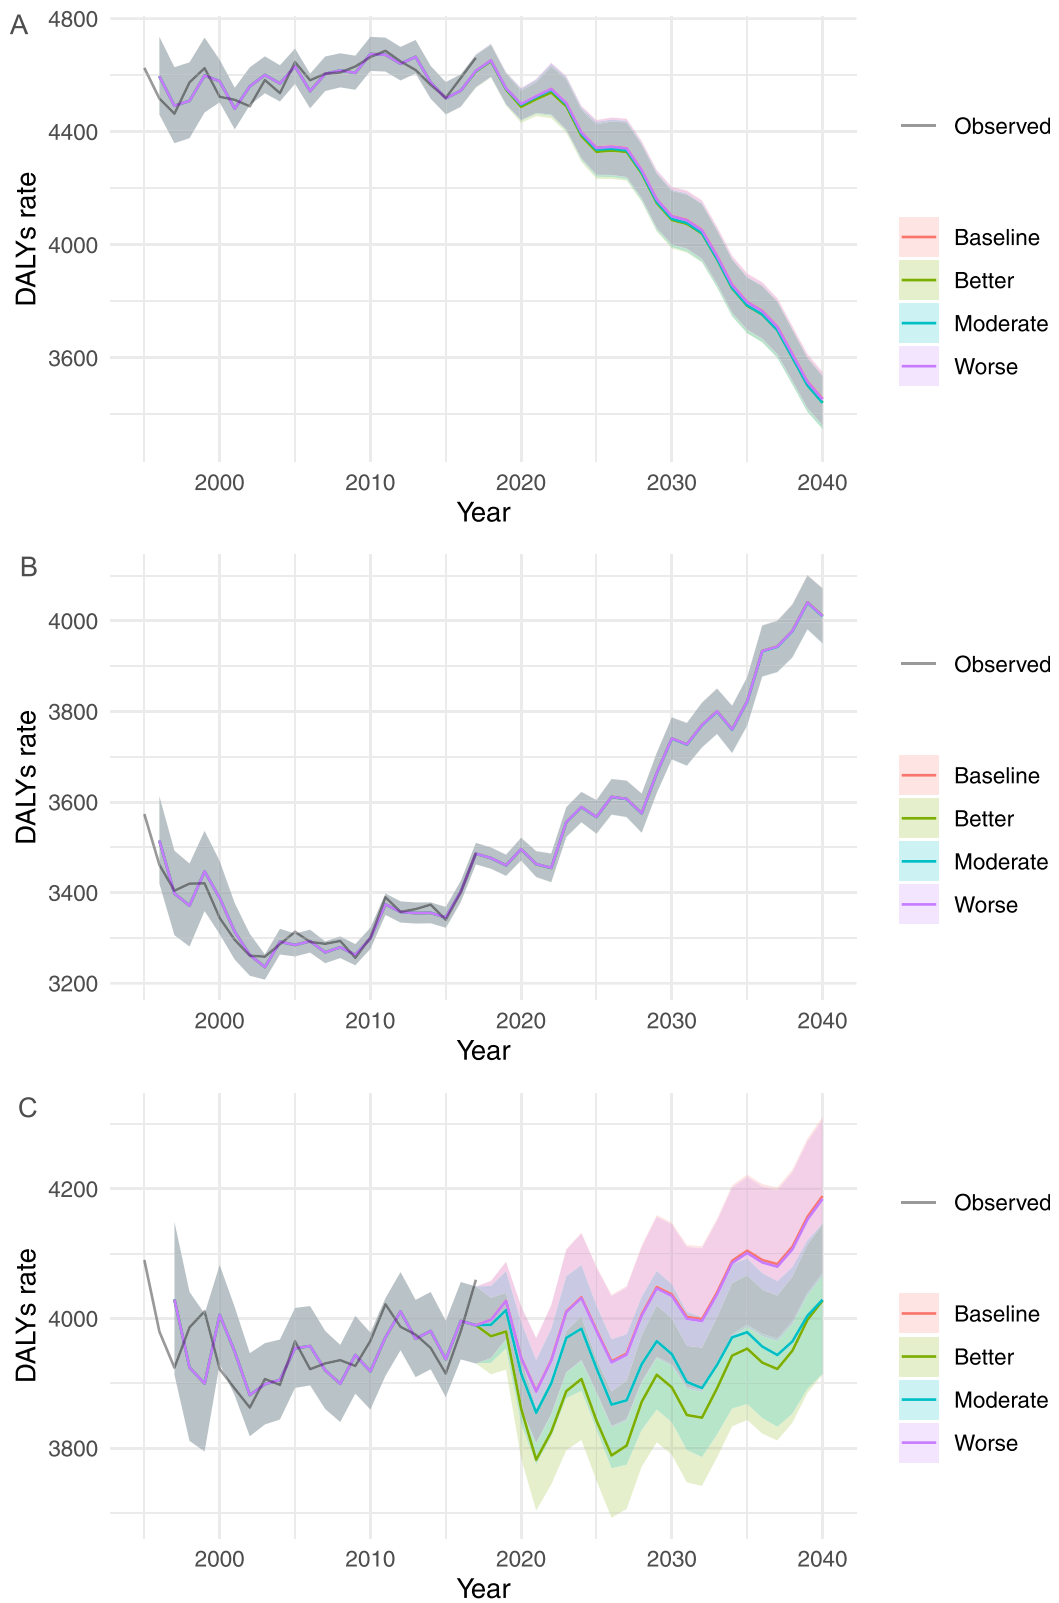 A
4800
4400
4000
3600
DALYs rate
2000 2010 2020 2030 2040
Year
Observed
Baseline
Better
Moderate
Worse
B
4000
3800
3600
3400
3200
DALYs rate
2000 2010 2020 2030 2040
Year
Observed
Baseline
Better
Moderate
Worse
C
4200
4000
3800
DALYs rate
2000 2010 2020 2030 2040
Year
Observed
Baseline
Better
Moderate
Worse